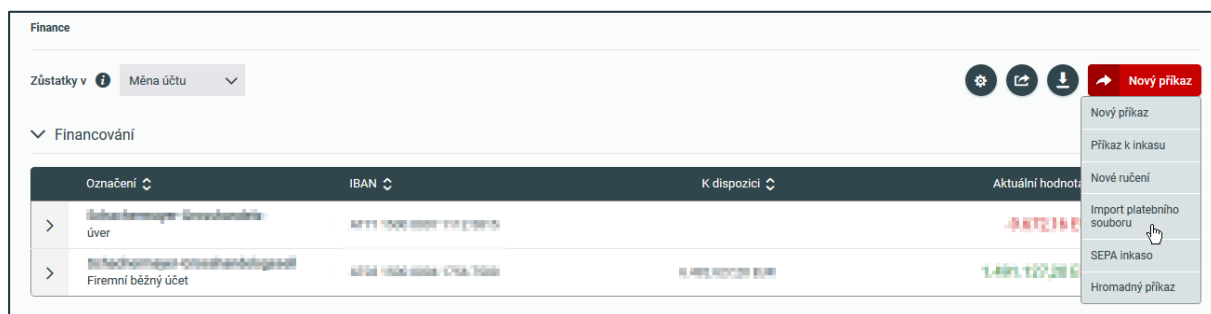 Finance
Zůstatky v Měna účtu
Nový příkaz
Nový příkaz
Financování
Příkaz k inkasu
Označení IBAN K dispozici Aktuální hodnota
Nové ručení
Import platebního
souboru
úver
SEPA inkaso
Firemní běžný účet
Hromadný příkaz